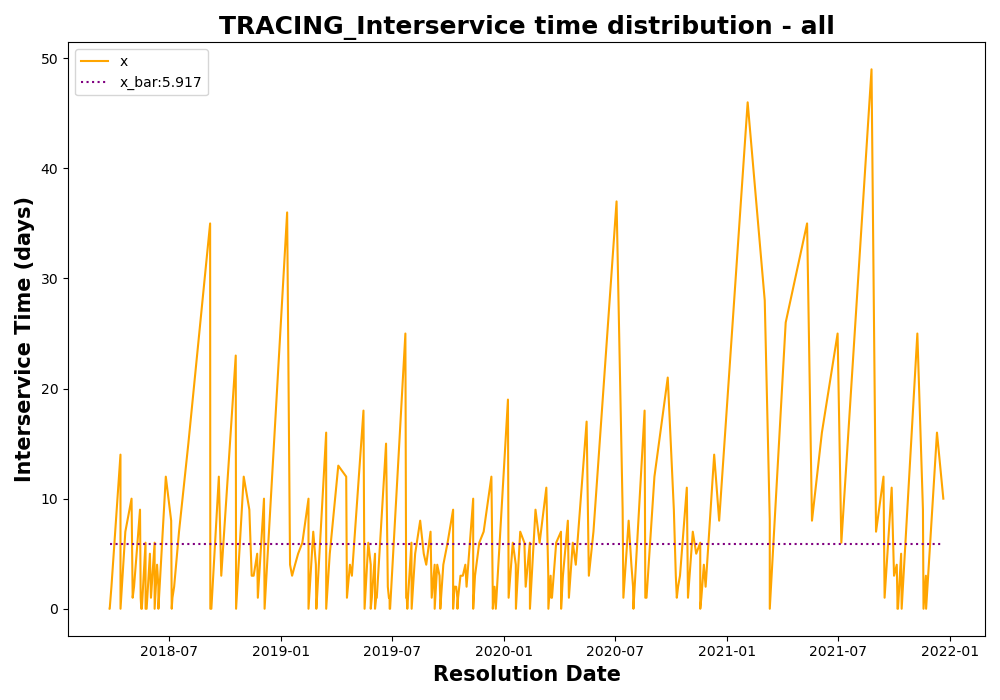 TRACING_Interservice time distribution - all
x
x_bar:5.917
Interservice Time (days)
50
40
30
20
10
0
2018-07
2019-01
2019-07
2020-01
2020-07
2021-01
2021-07
2022-01
Resolution Date